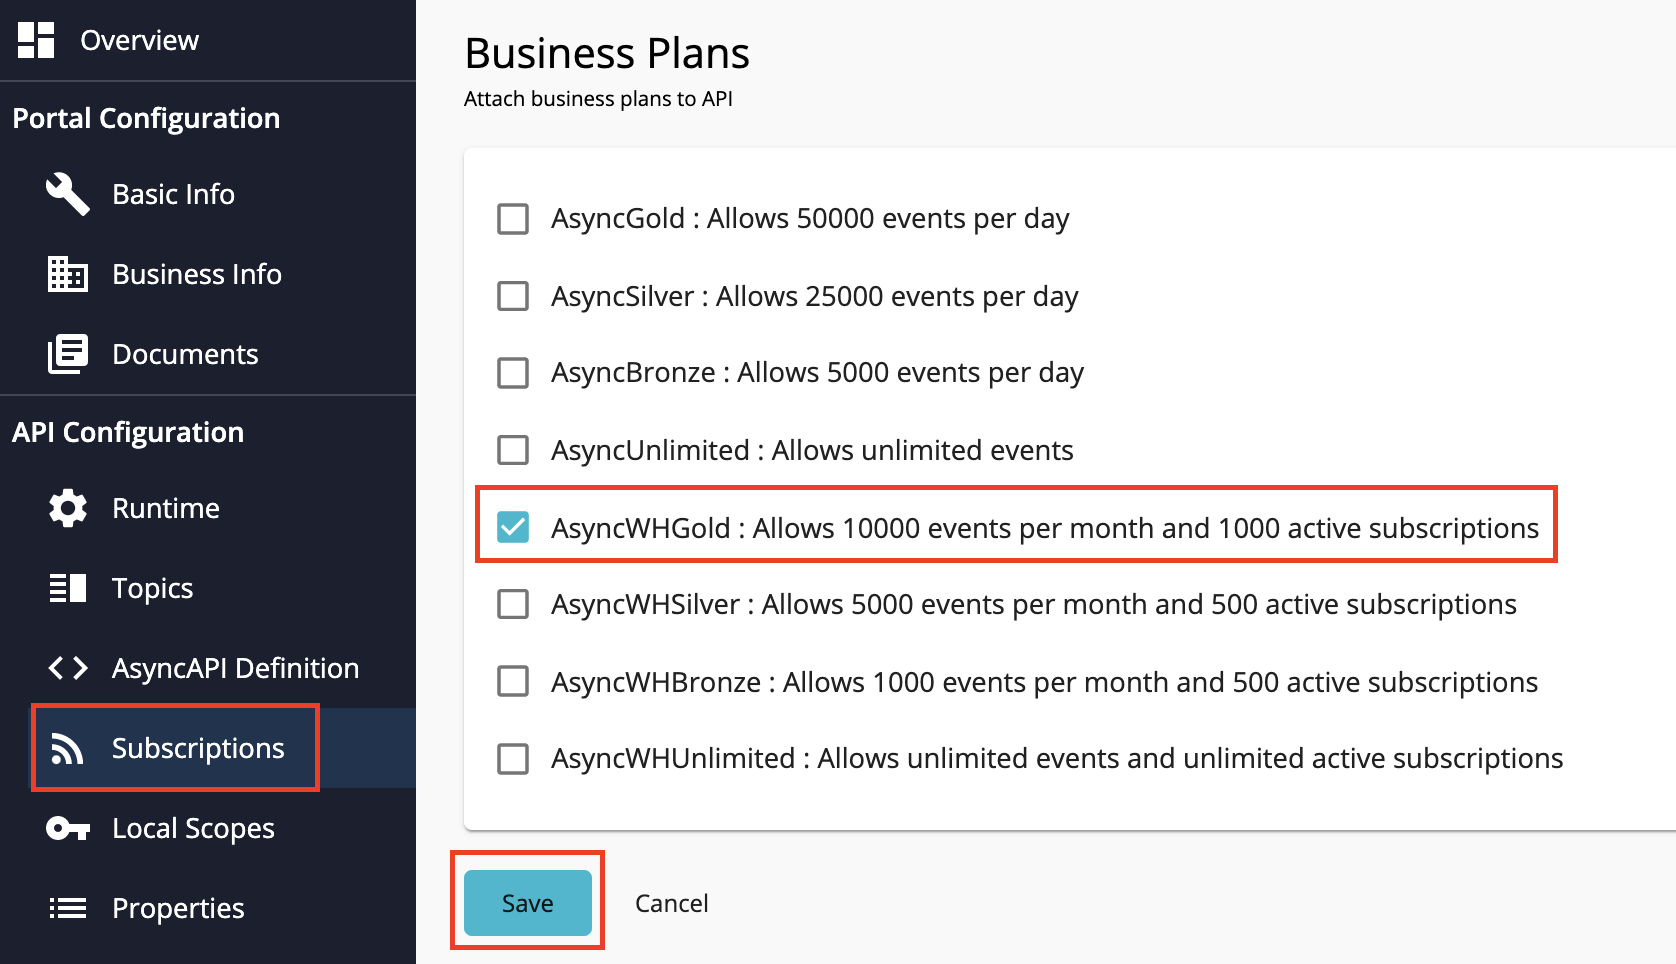 Overview
Portal Configuration
Basic Info
Business Info
Documents
API Configuration
Runtime
Topics
AsyncAPI Definition
Subscriptions
Local Scopes
Properties
Business Plans
Attach business plans to API
AsyncGold : Allows 50000 events per day
AsyncSilver : Allows 25000 events per day
AsyncBronze : Allows 5000 events per day
AsyncUnlimited : Allows unlimited events
AsyncWHGold : Allows 10000 events per month and 1000 active subscriptions
AsyncWHSilver : Allows 5000 events per month and 500 active subscriptions
AsyncWHBronze : Allows 1000 events per month and 500 active subscriptions
AsyncWHUnlimited : Allows unlimited events and unlimited active subscriptions
Save
Cancel